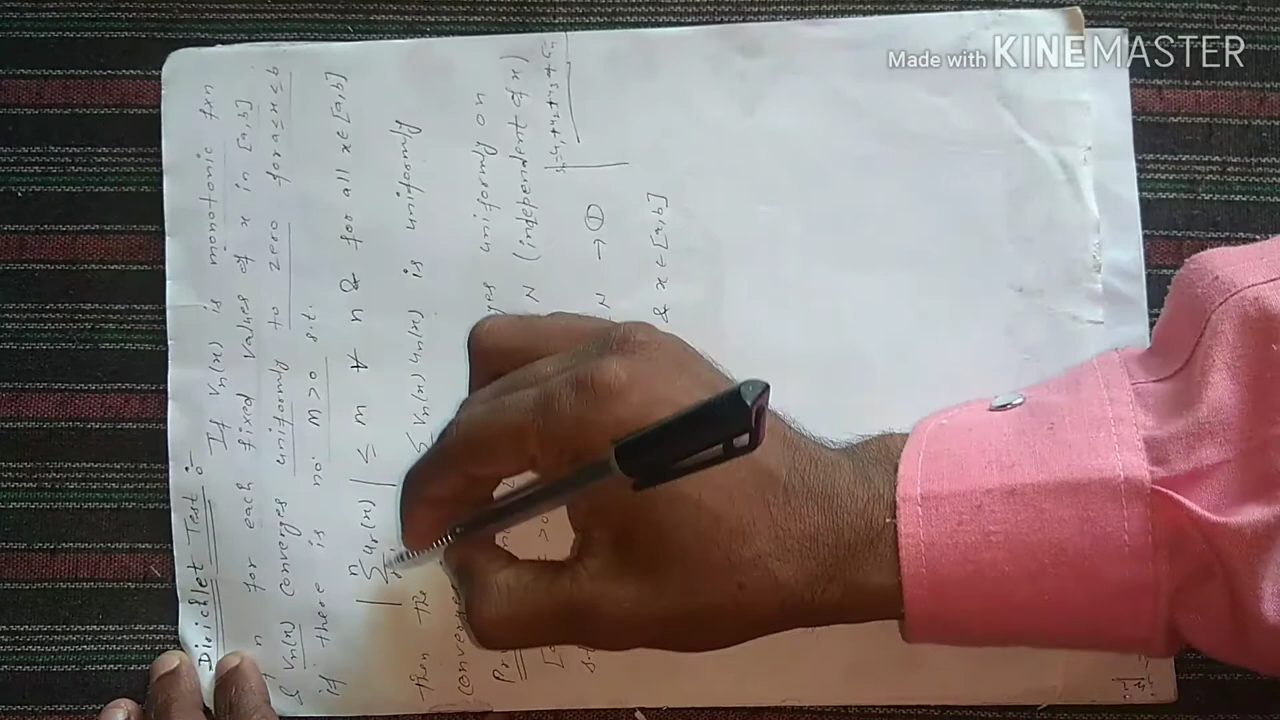 Made with KINEMASTER
Dirichlet Test :- If Vn(x) is monotonic fxn
n for each fixed values of x in [a,b]
& Vn(x) converges uniformly to zero for a≤x≤b
if there is no' M>0 s.t.
|n∑ur(x)| ≤ m ∀ n & for all x∈[a,b]
then the ∑Vn(x)un(x) is uniformly
converge
uniformly on
>0 N (independent of x)
N → ①
& x∈[a,b]